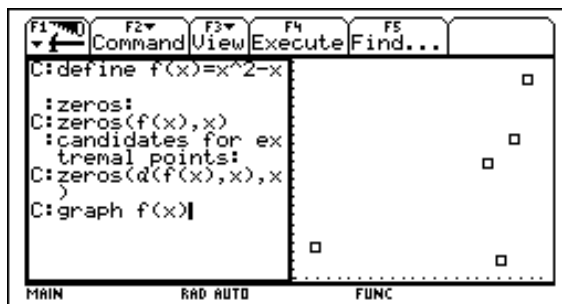 F1 F2 F3 F4 F5
Command View Execute Find...
C:define f(x)=x^2-x
:zeros:
C:zeros(f(x),x)
:candidates for ex
tremal points:
C:zeros(d(f(x),x),x
)
C:graph f(x)
MAIN RAD AUTO FUNC